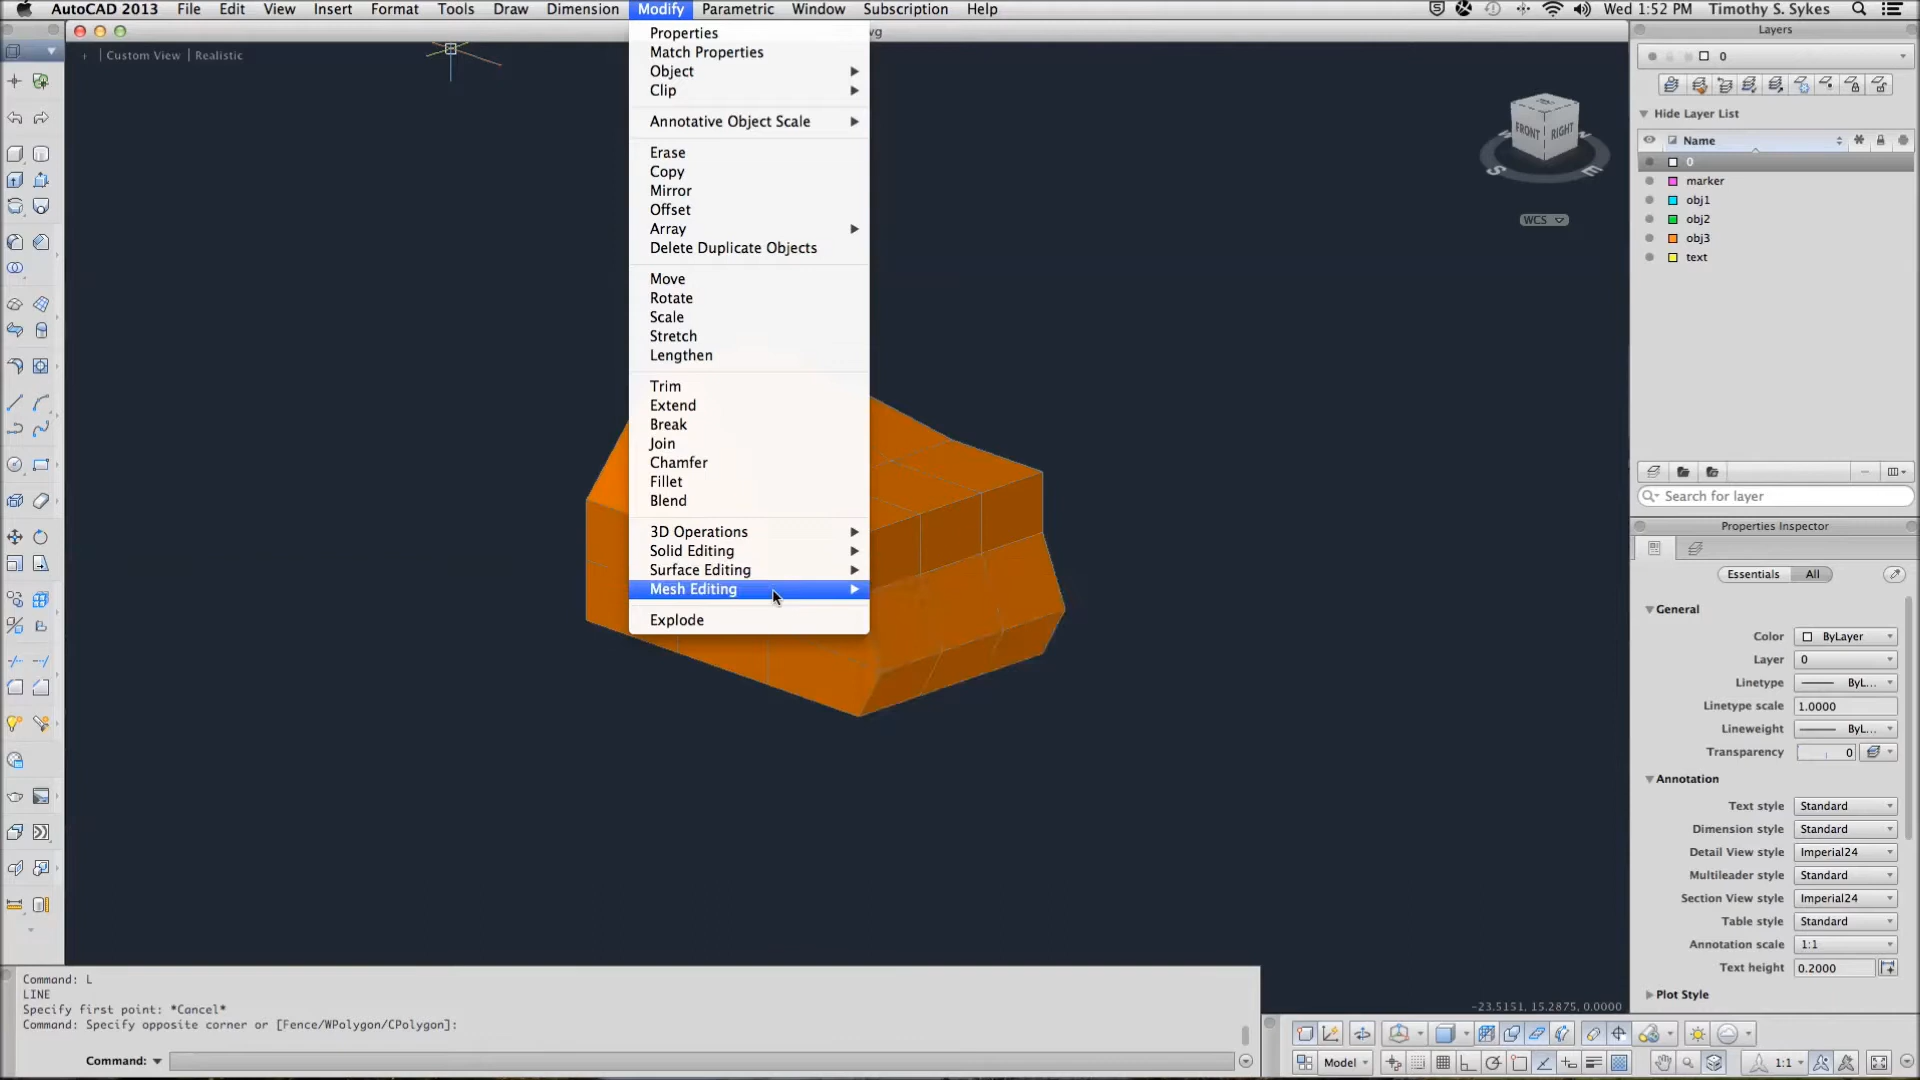 AutoCAD 2013 File Edit View Insert Format Tools Draw Dimension Modify Parametric Window Subscription Help Wed 1:52 PM Timothy S. Sykes
+ | Custom View | Realistic
Properties
Match Properties
Object
Clip
Annotative Object Scale
Erase
Copy
Mirror
Offset
Array
Delete Duplicate Objects
Move
Rotate
Scale
Stretch
Lengthen
Trim
Extend
Break
Join
Chamfer
Fillet
Blend
3D Operations
Solid Editing
Surface Editing
Mesh Editing
Explode
vg
FRONT RIGHT
S E
WCS
Layers
0
Hide Layer List
Name
0
marker
obj1
obj2
obj3
text
Search for layer
Properties Inspector
Essentials All
General
Color ByLayer
Layer 0
Linetype ByL...
Linetype scale 1.0000
Lineweight ByL...
Transparency 0
Annotation
Text style Standard
Dimension style Standard
Detail View style Imperial24
Multileader style Standard
Section View style Imperial24
Table style Standard
Annotation scale 1:1
Text height 0.2000
Plot Style
Command: L
LINE
Specify first point: *Cancel*
Command: Specify opposite corner or [Fence/WPolygon/CPolygon]:
Command:
-23.5151, 15.2875, 0.0000
Model 1:1